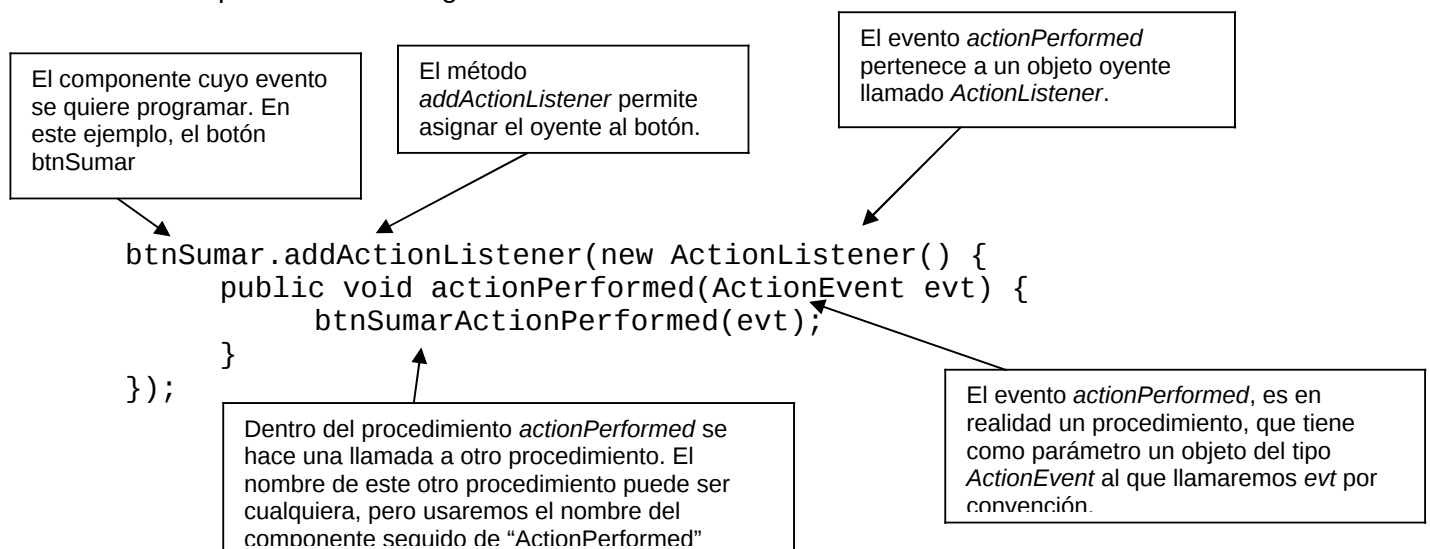 El componente cuyo evento
se quiere programar. En
este ejemplo, el botón
btnSumar
El método
addActionListener permite
asignar el oyente al botón.
El evento actionPerformed
pertenece a un objeto oyente
llamado ActionListener.
btnSumar.addActionListener(new ActionListener() {
public void actionPerformed(ActionEvent evt) {
btnSumarActionPerformed(evt);
}
});
Dentro del procedimiento actionPerformed se
hace una llamada a otro procedimiento. El
nombre de este otro procedimiento puede ser
cualquiera, pero usaremos el nombre del
componente seguido de “ActionPerformed”
El evento actionPerformed, es en
realidad un procedimiento, que tiene
como parámetro un objeto del tipo
ActionEvent al que llamaremos evt por
convención.